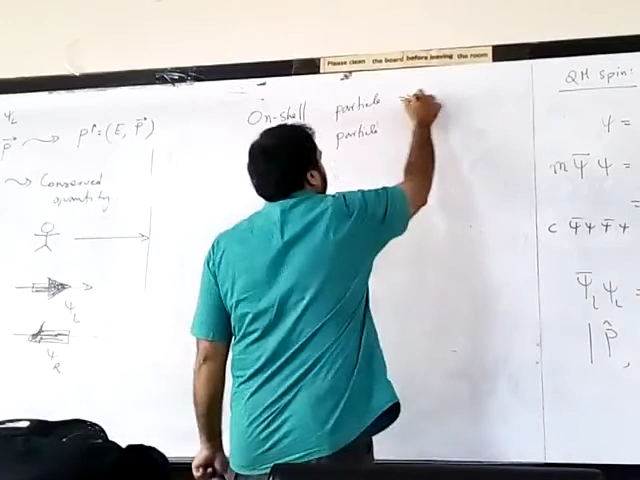 Please clean the board before leaving the room
ψ_L
p⃗ ⇝ p^μ = (E, p⃗)
⇝ Conserved
quantity
ψ_L
ψ_R
On-shell particle
particle
QM spin:
ψ =
m ψ̄ ψ =
=
c ψ̄ψ ψ̄ψ
ψ̄_L ψ_L =
| p̂ ,